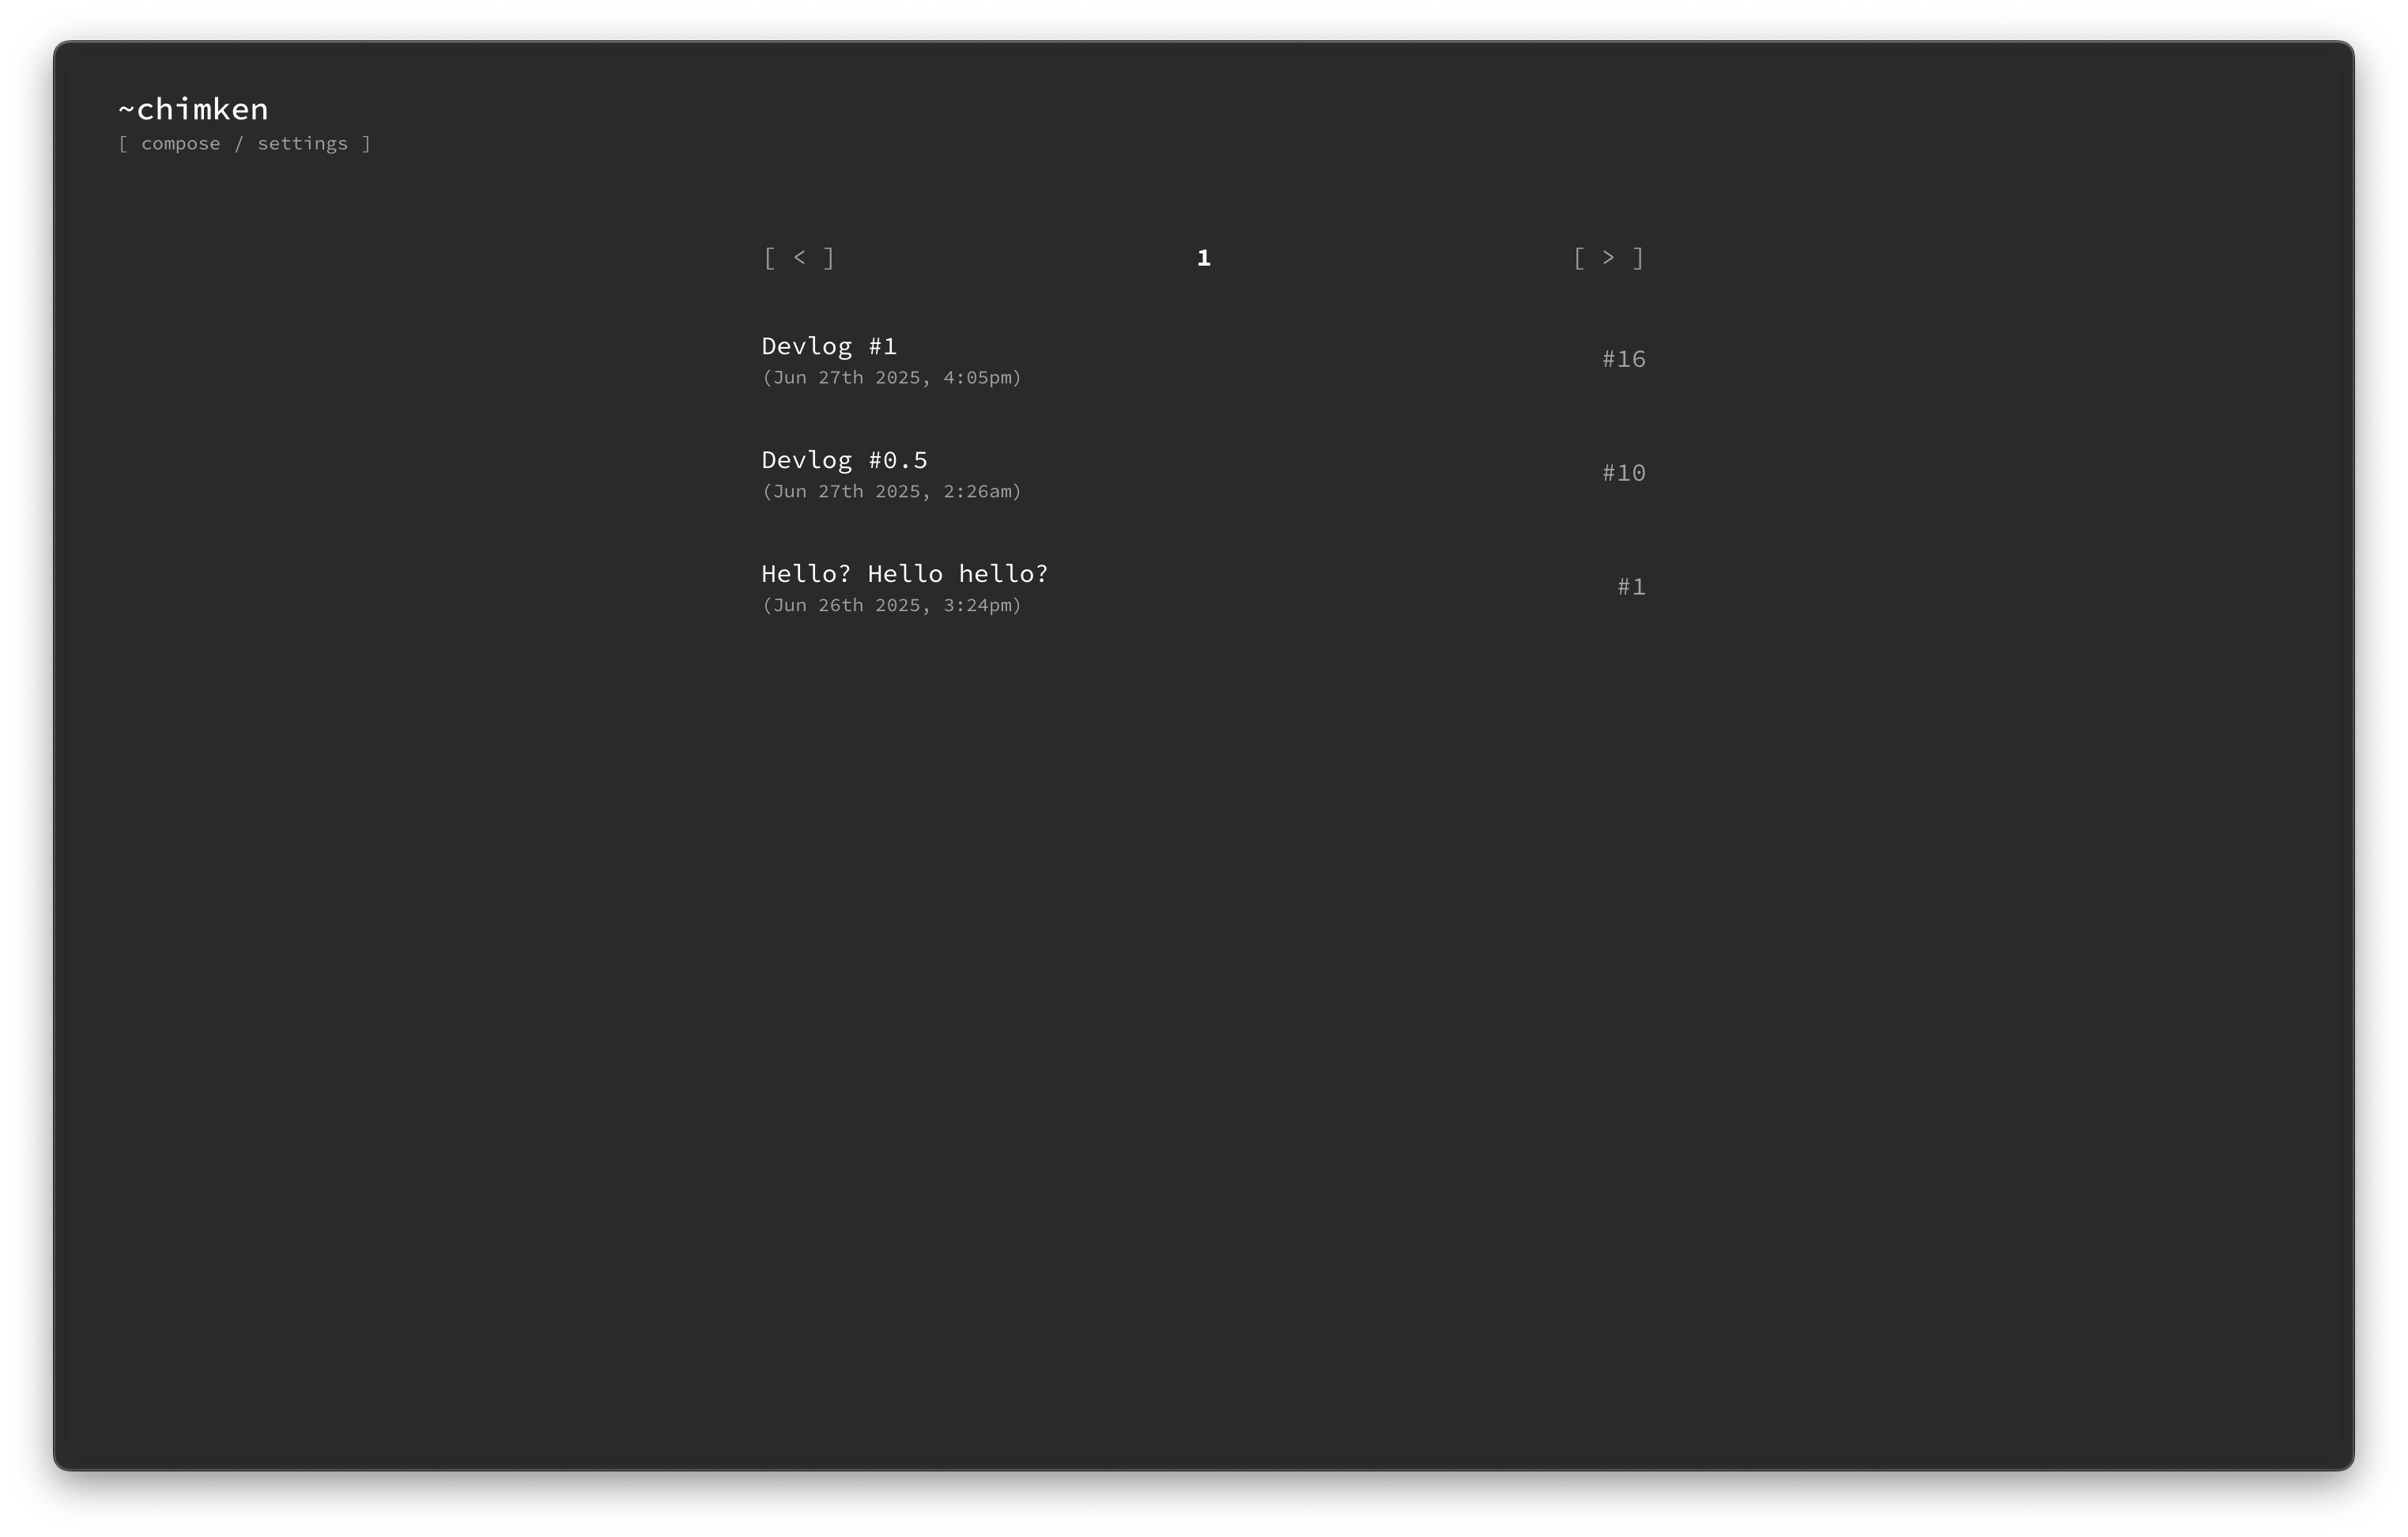 ~chimken
[ compose / settings ]
[ < ] 1 [ > ]
Devlog #1
(Jun 27th 2025, 4:05pm)
#16
Devlog #0.5
(Jun 27th 2025, 2:26am)
#10
Hello? Hello hello?
(Jun 26th 2025, 3:24pm)
#1